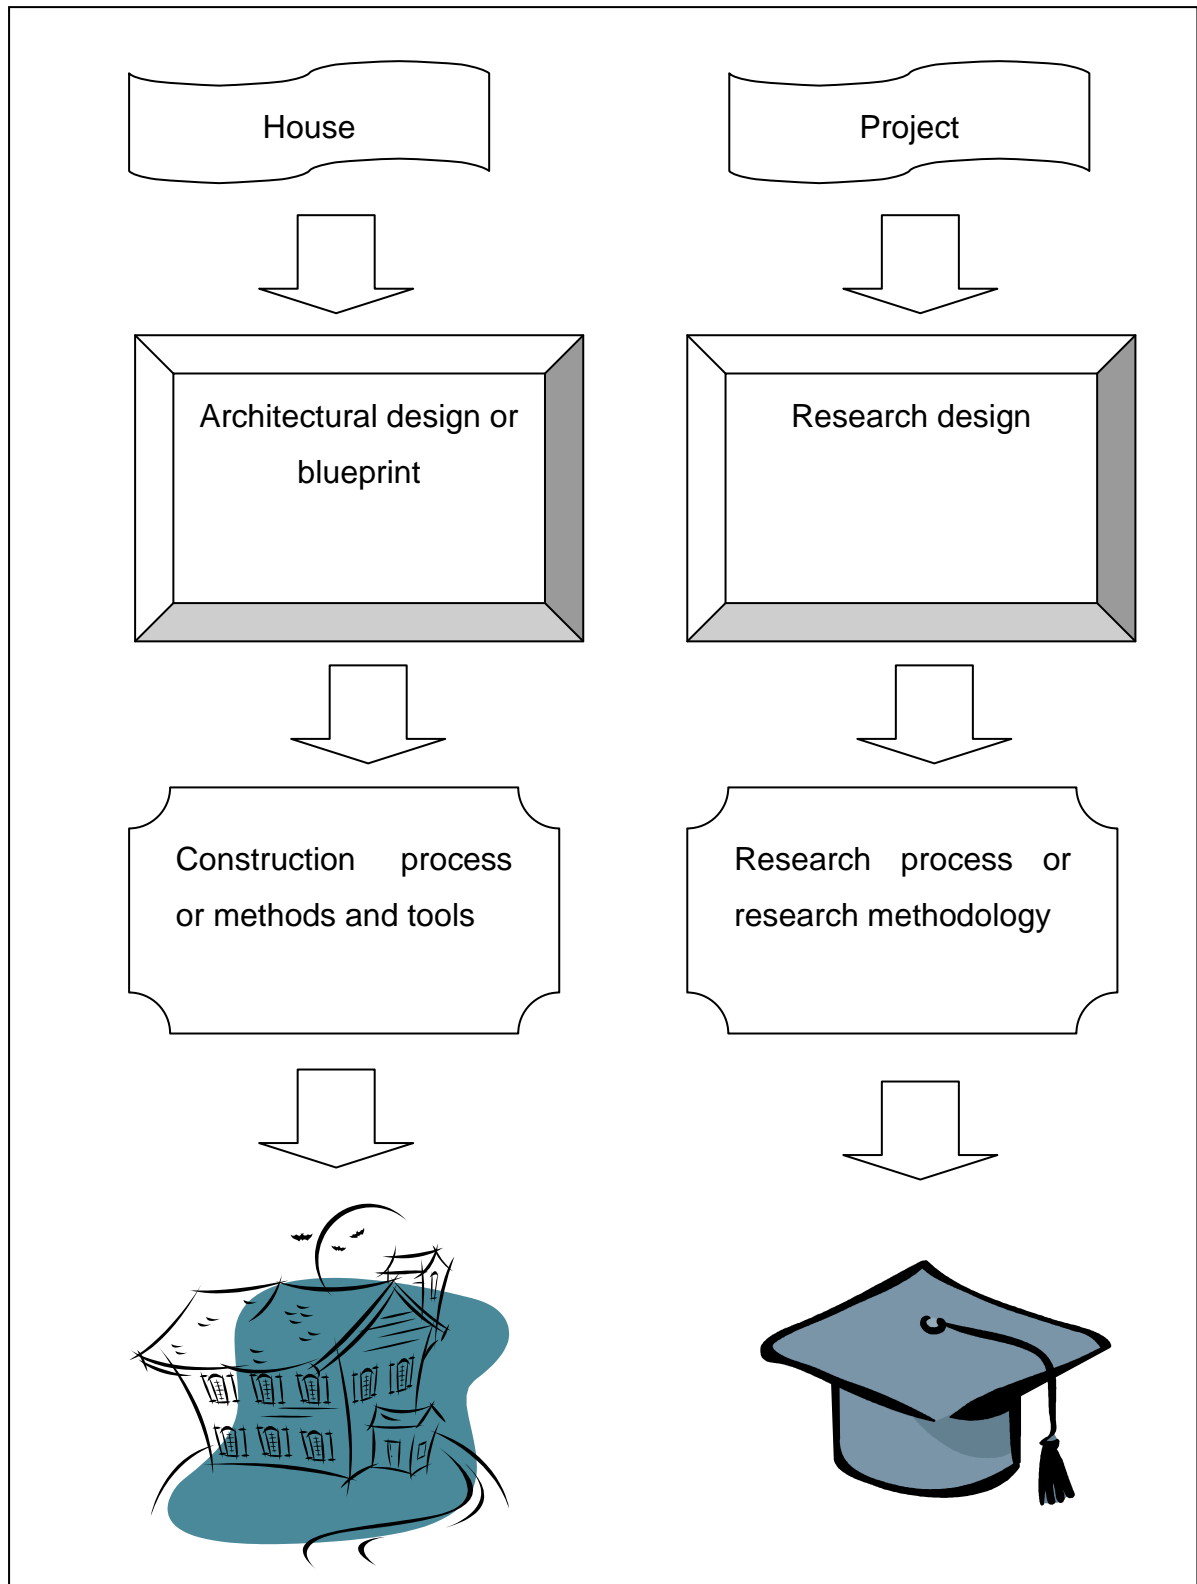 House
Project
Architectural design or
blueprint
Research design
Construction process
or methods and tools
Research process or
research methodology